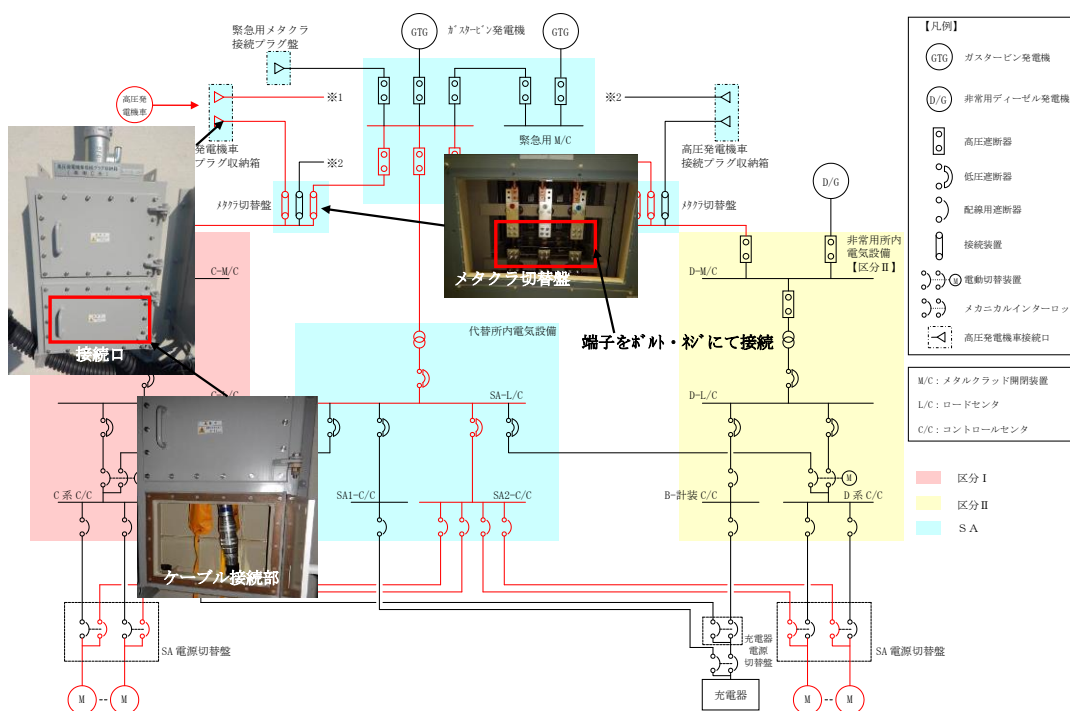 緊急用メタクラ
接続プラグ盤
GTG
ガスタービン発電機
GTG
高圧発
電機車
※1
※2
※2
緊急用M/C
発電機車
プラグ収納箱
高圧発電機車
接続プラグ収納箱
メタクラ切替盤
メタクラ切替盤
D/G
非常用所内
電気設備
【区分Ⅱ】
C-M/C
D-M/C
メタクラ切替盤
端子をボルト・ネジにて接続
接続口
代替所内電気設備
SA-L/C
D-L/C
M
C系C/C
SA1-C/C
SA2-C/C
B-計装C/C
D系C/C
ケーブル接続部
SA電源切替盤
充電器
電源
切替盤
SA電源切替盤
M
M
充電器
M
M
【凡例】
GTG
ガスタービン発電機
D/G
非常用ディーゼル発電機
高圧遮断器
低圧遮断器
配線用遮断器
接続装置
M
電動切替装置
メカニカルインターロッ
高圧発電機車接続口
M/C：メタルクラッド開閉装置
L/C：ロードセンタ
C/C：コントロールセンタ
区分Ⅰ
区分Ⅱ
ＳＡ